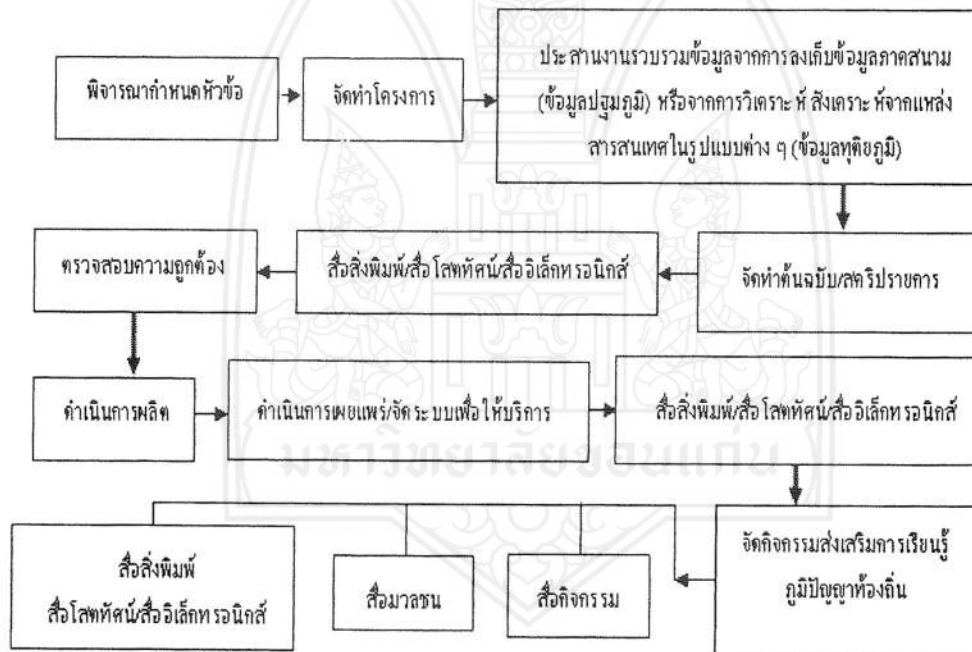 พิจารณากำหนดหัวข้อ
จัดทำโครงการ
ประสานงานรวบรวมข้อมูลจากการลงเก็บข้อมูลภาคสนาม
(ข้อมูลปฐมภูมิ) หรือจากการวิเคราะห์ สังเคราะห์จากแหล่ง
สารสนเทศในรูปแบบต่าง ๆ (ข้อมูลทุติยภูมิ)
ตรวจสอบความถูกต้อง
สื่อสิ่งพิมพ์/สื่อโสตทัศน์/สื่ออิเล็กทรอนิกส์
จัดทำต้นฉบับ/สคริปรายการ
ดำเนินการผลิต
ดำเนินการเผยแพร่/จัดระบบเพื่อให้บริการ
สื่อสิ่งพิมพ์/สื่อโสตทัศน์/สื่ออิเล็กทรอนิกส์
มหาวิทยาลัยขอนแก่น
สื่อสิ่งพิมพ์
สื่อโสตทัศน์/สื่ออิเล็กทรอนิกส์
สื่อมวลชน
สื่อกิจกรรม
จัดกิจกรรมส่งเสริมการเรียนรู้
ภูมิปัญญาท้องถิ่น